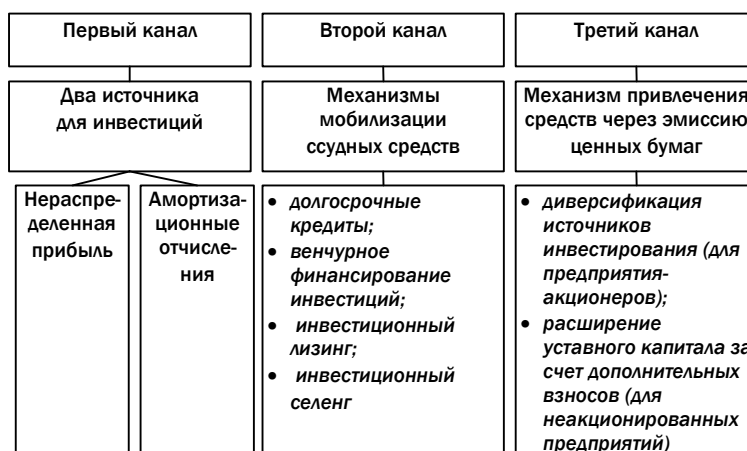 Первый канал
Второй канал
Третий канал
Два источника
для инвестиций
Механизмы
мобилизации
ссудных средств
Механизм привлечения
средств через эмиссию
ценных бумаг
Нераспре-
деленная
прибыль
Амортиза-
ционные
отчисле-
ния
• долгосрочные
кредиты;
• венчурное
финансирование
инвестиций;
• инвестиционный
лизинг;
• инвестиционный
селенг
• диверсификация
источников
инвестирования (для
предприятия-
акционеров);
• расширение
уставного капитала за
счет дополнительных
взносов (для
неакционированных
предприятий)